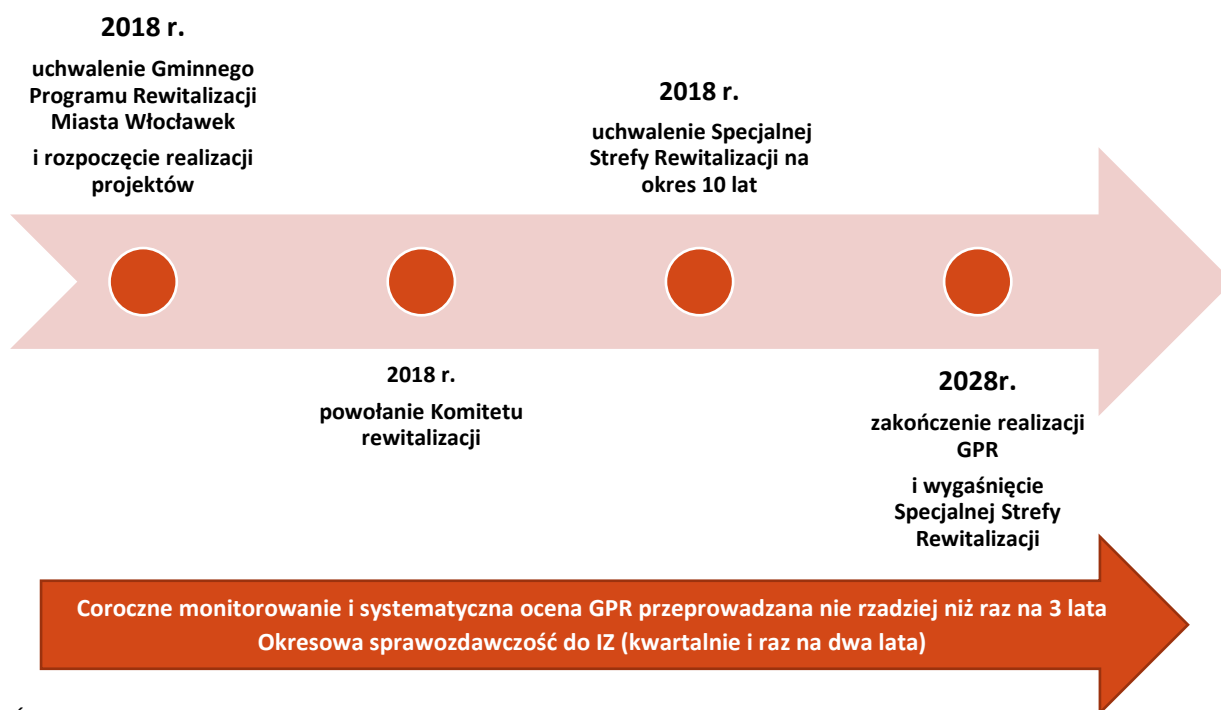 2018 r.
uchwalenie Gminnego
Programu Rewitalizacji
Miasta Włocławek
i rozpoczęcie realizacji
projektów
2018 r.
powołanie Komitetu
rewitalizacji
2018 r.
uchwalenie Specjalnej
Strefy Rewitalizacji na
okres 10 lat
2028r.
zakończenie realizacji
GPR
i wygaśnięcie
Specjalnej Strefy
Rewitalizacji
Coroczne monitorowanie i systematyczna ocena GPR przeprowadzana nie rzadziej niż raz na 3 lata
Okresowa sprawozdawczość do IZ (kwartalnie i raz na dwa lata)